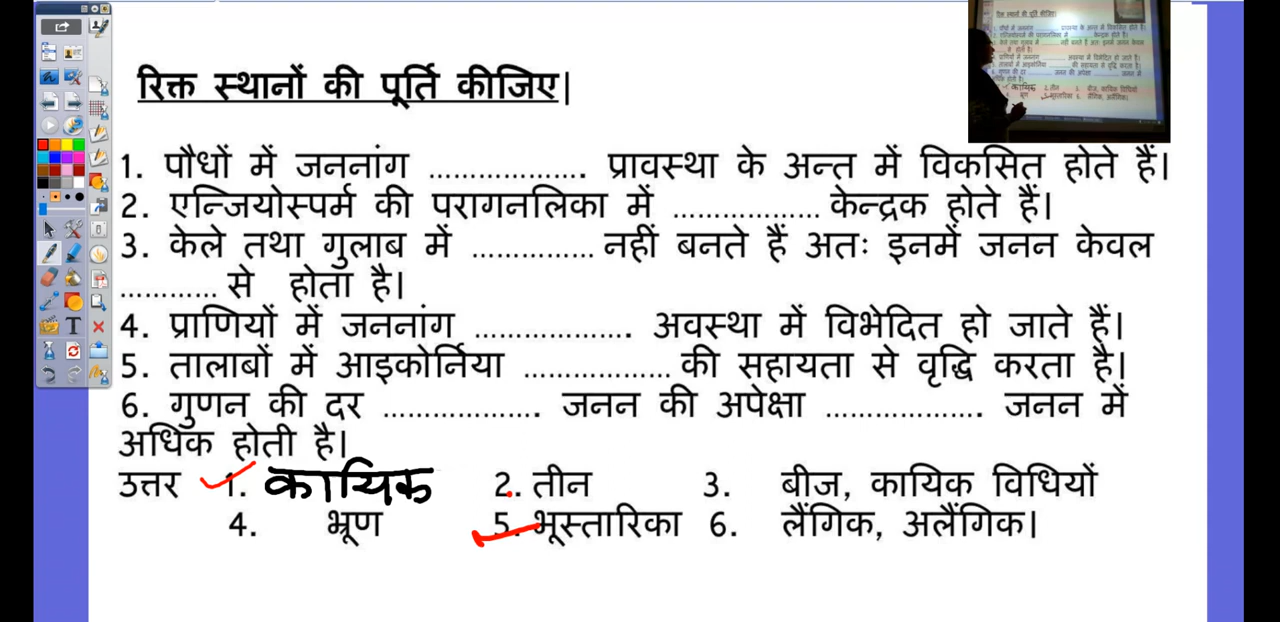 रिक्त स्थानों की पूर्ति कीजिए|
1. पौधों में जननांग ................... प्रावस्था के अन्त में विकसित होते हैं|
2. एन्जियोस्पर्म की परागनलिका में .................. केन्द्रक होते हैं|
3. केले तथा गुलाब में ............... नहीं बनते हैं अतः इनमें जनन केवल
............ से होता है|
4. प्राणियों में जननांग ................... अवस्था में विभेदित हो जाते हैं|
5. तालाबों में आइकोर्निया .................. की सहायता से वृद्धि करता है|
6. गुणन की दर ................... जनन की अपेक्षा ................... जनन में
अधिक होती है|
उत्तर 1. कायिक 2. तीन 3. बीज, कायिक विधियों
4. भ्रूण 5. भूस्तारिका 6. लैंगिक, अलैंगिक|